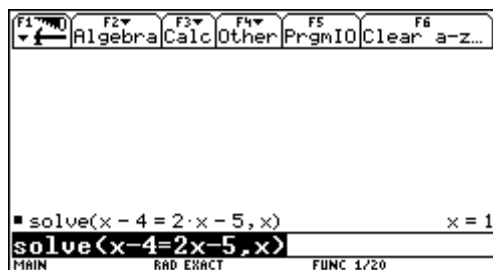 F1 F2 F3 F4 F5 F6
Algebra Calc Other PrgmIO Clear a-z…
▪ solve(x − 4 = 2·x − 5, x) x = 1
solve(x-4=2x-5,x)
MAIN RAD EXACT FUNC 1/20